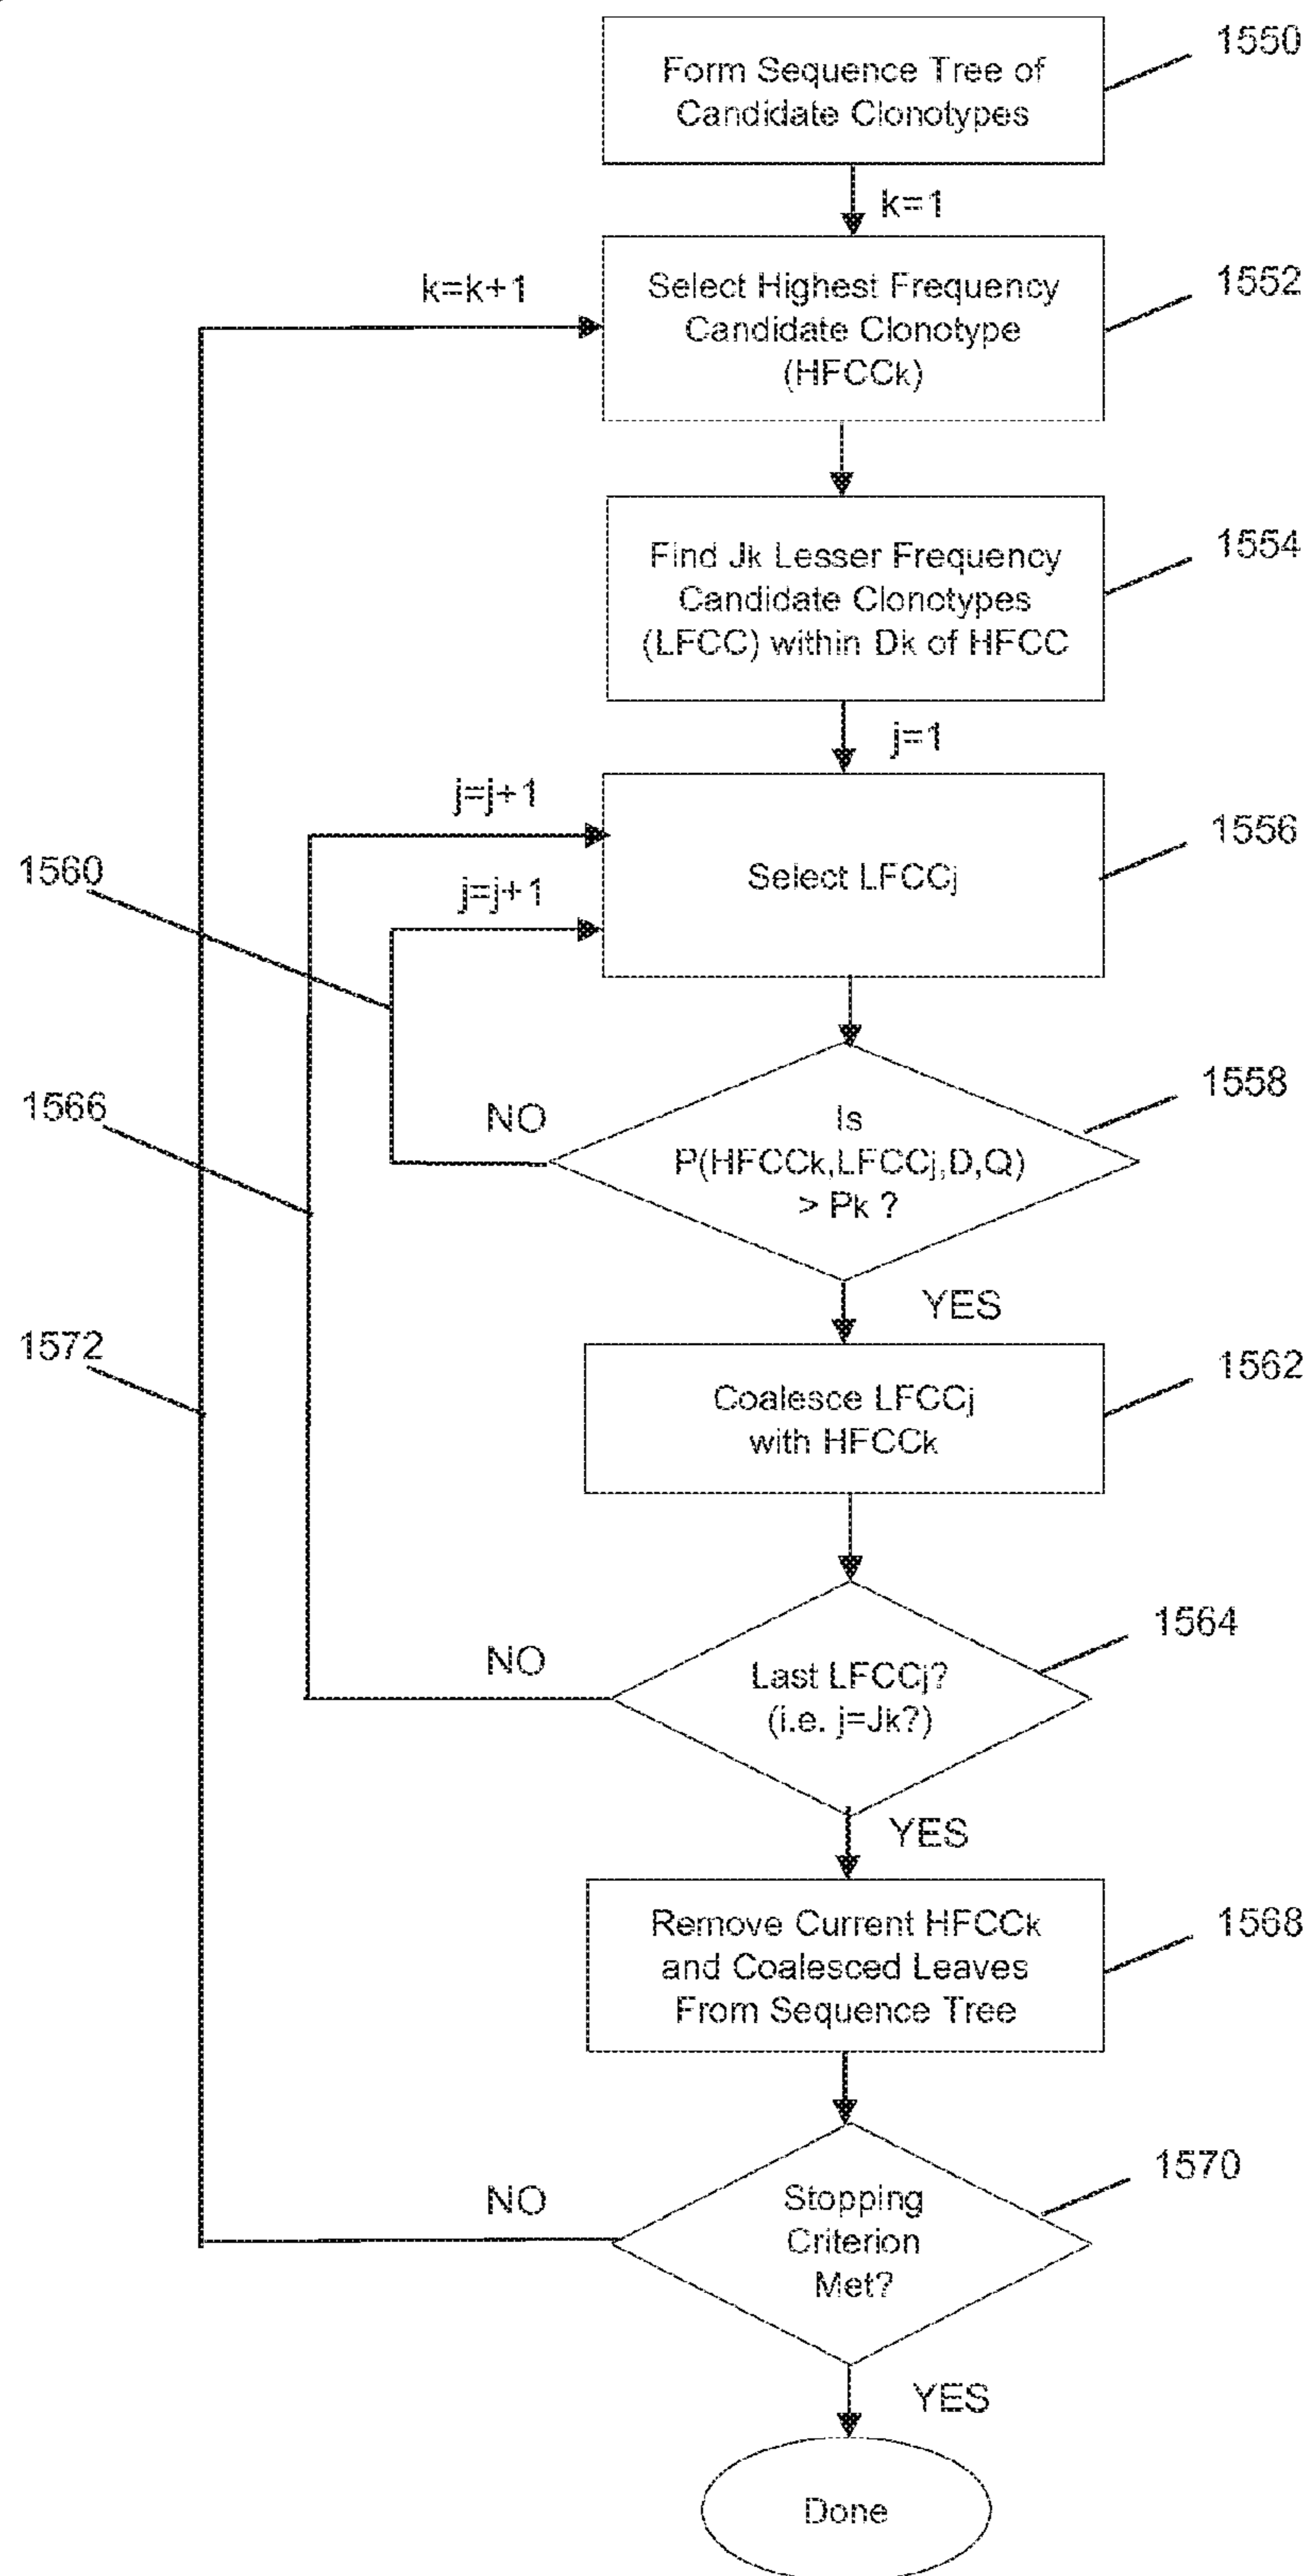 Form Sequence Tree of
Candidate Clonotypes
1550
k=1
k=k+1
Select Highest Frequency
Candidate Clonotype
(HFCCk)
1552
Find Jk Lesser Frequency
Candidate Clonotypes
(LFCC) within Dk of HFCC
1554
j=1
j=j+1
j=j+1
Select LFCCj
1556
1560
NO
Is
P(HFCCk,LFCCj,D,Q)
> Pk ?
1558
1566
YES
Coalesce LFCCj
with HFCCk
1562
1572
NO
Last LFCCj?
(i.e. j=Jk?)
1564
YES
Remove Current HFCCk
and Coalesced Leaves
From Sequence Tree
1568
NO
Stopping
Criterion
Met?
1570
YES
Done